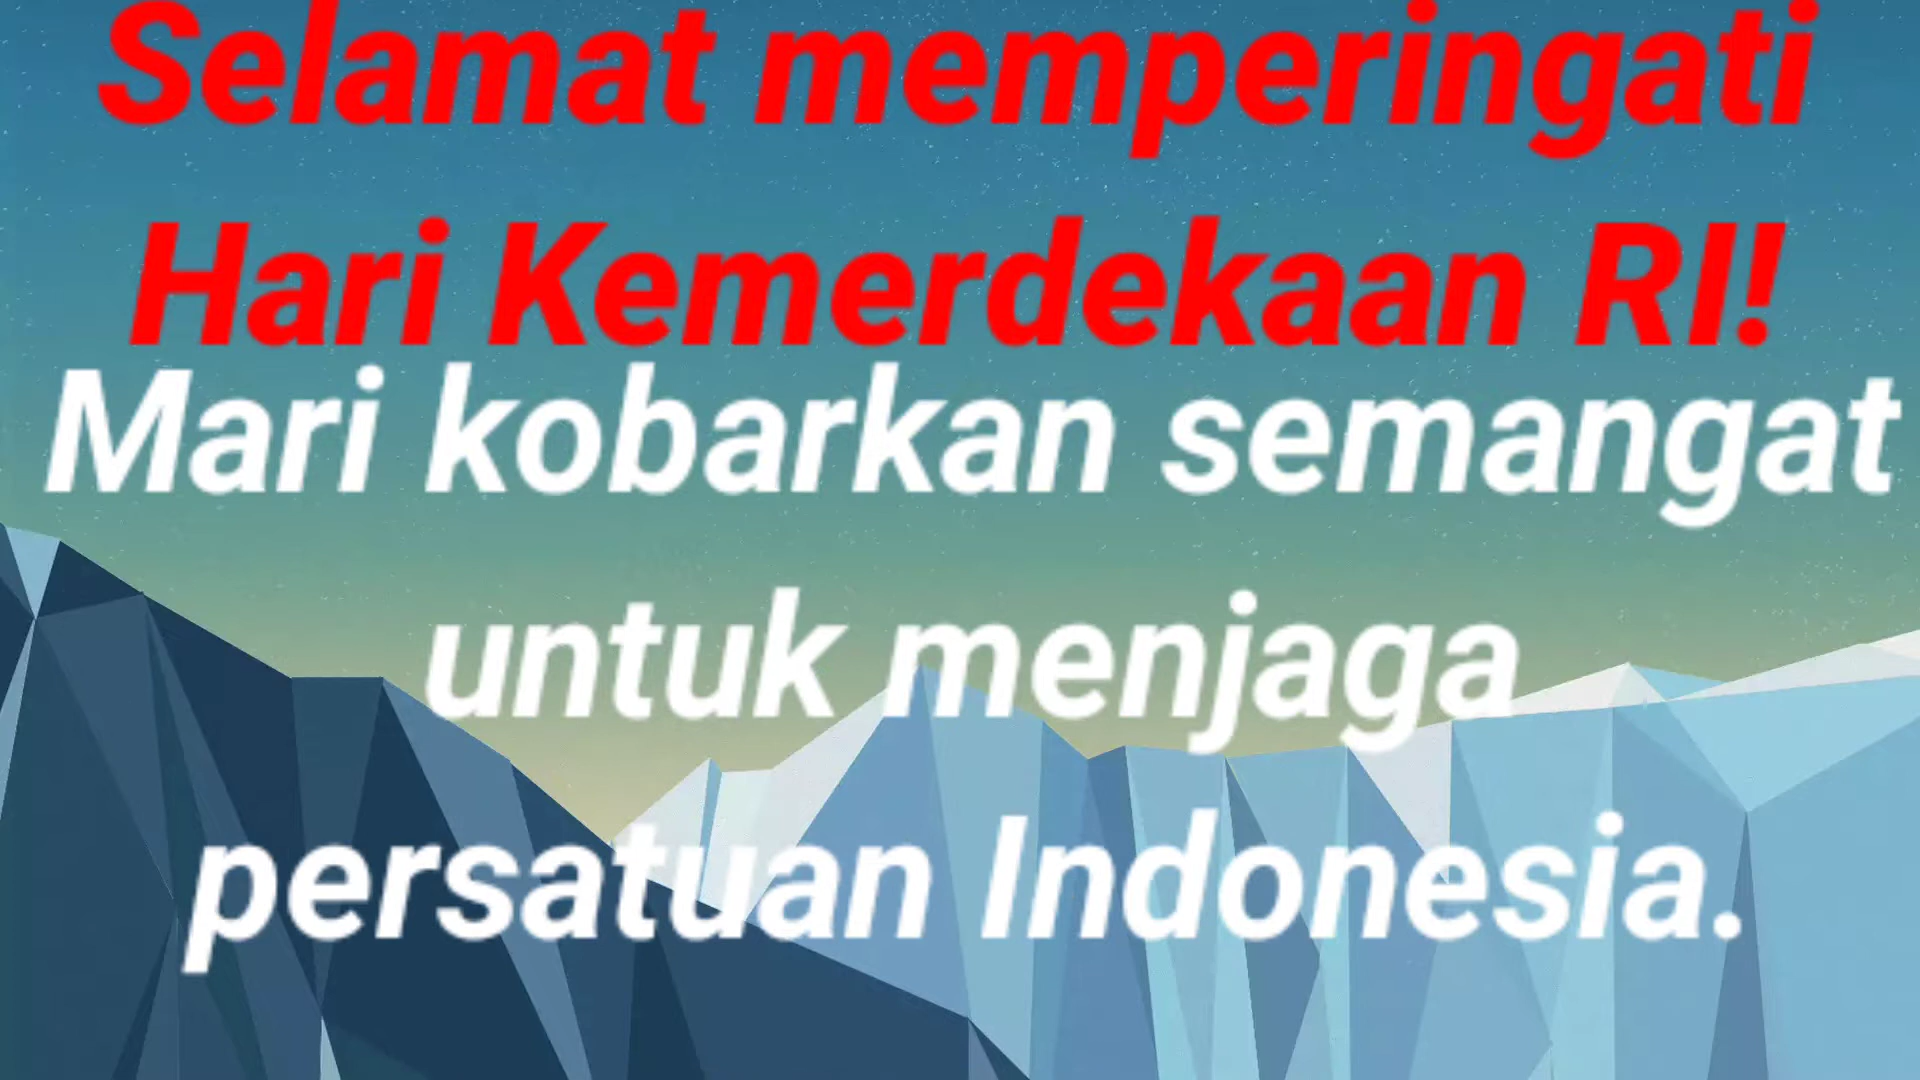 Selamat memperingati
Hari Kemerdekaan RI!
Mari kobarkan semangat
untuk menjaga
persatuan Indonesia.